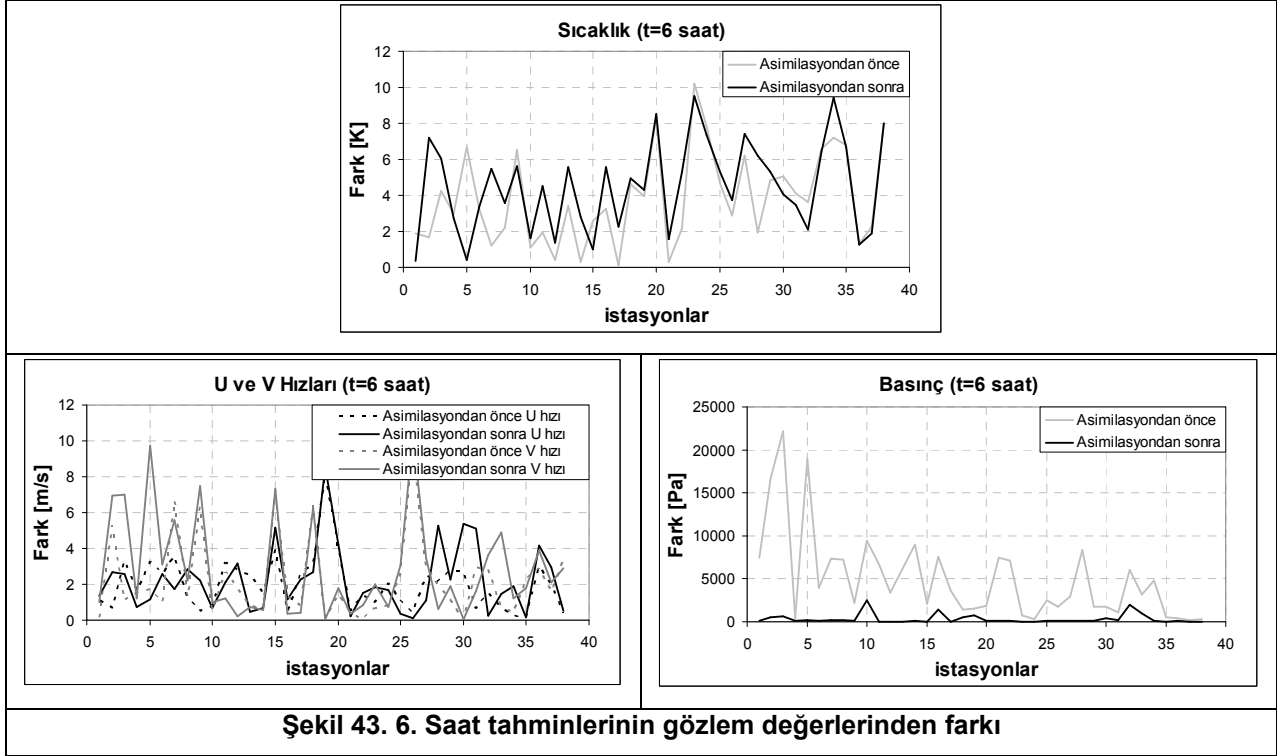 Sıcaklık (t=6 saat)
Asimilasyondan önce
Asimilasyondan sonra
Fark [K]
12
10
8
6
4
2
0
0 5 10 15 20 25 30 35 40
istasyonlar
U ve V Hızları (t=6 saat)
Asimilasyondan önce U hızı
Asimilasyondan sonra U hızı
Asimilasyondan önce V hızı
Asimilasyondan sonra V hızı
Fark [m/s]
12
10
8
6
4
2
0
0 5 10 15 20 25 30 35 40
istasyonlar
Basınç (t=6 saat)
Asimilasyondan önce
Asimilasyondan sonra
Fark [Pa]
25000
20000
15000
10000
5000
0
0 5 10 15 20 25 30 35 40
istasyonlar
Şekil 43. 6. Saat tahminlerinin gözlem değerlerinden farkı